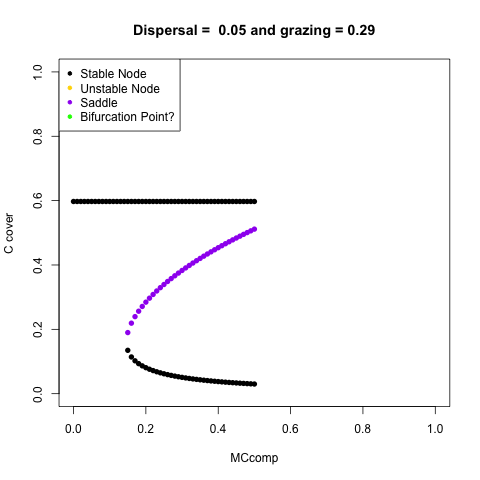 Dispersal =  0.05 and grazing = 0.29
Stable Node
Unstable Node
Saddle
Bifurcation Point?
1.0
0.8
0.6
0.4
0.2
0.0
C cover
0.0 0.2 0.4 0.6 0.8 1.0
MCcomp